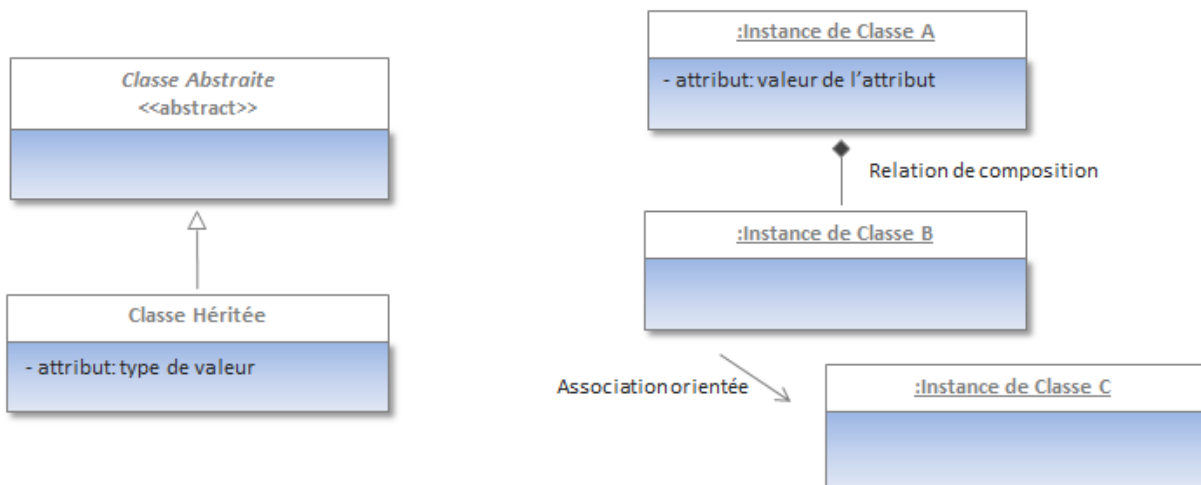 Classe Abstraite
<<abstract>>
Classe Héritée
- attribut: type de valeur
:Instance de Classe A
- attribut: valeur de l'attribut
Relation de composition
:Instance de Classe B
Association orientée
:Instance de Classe C